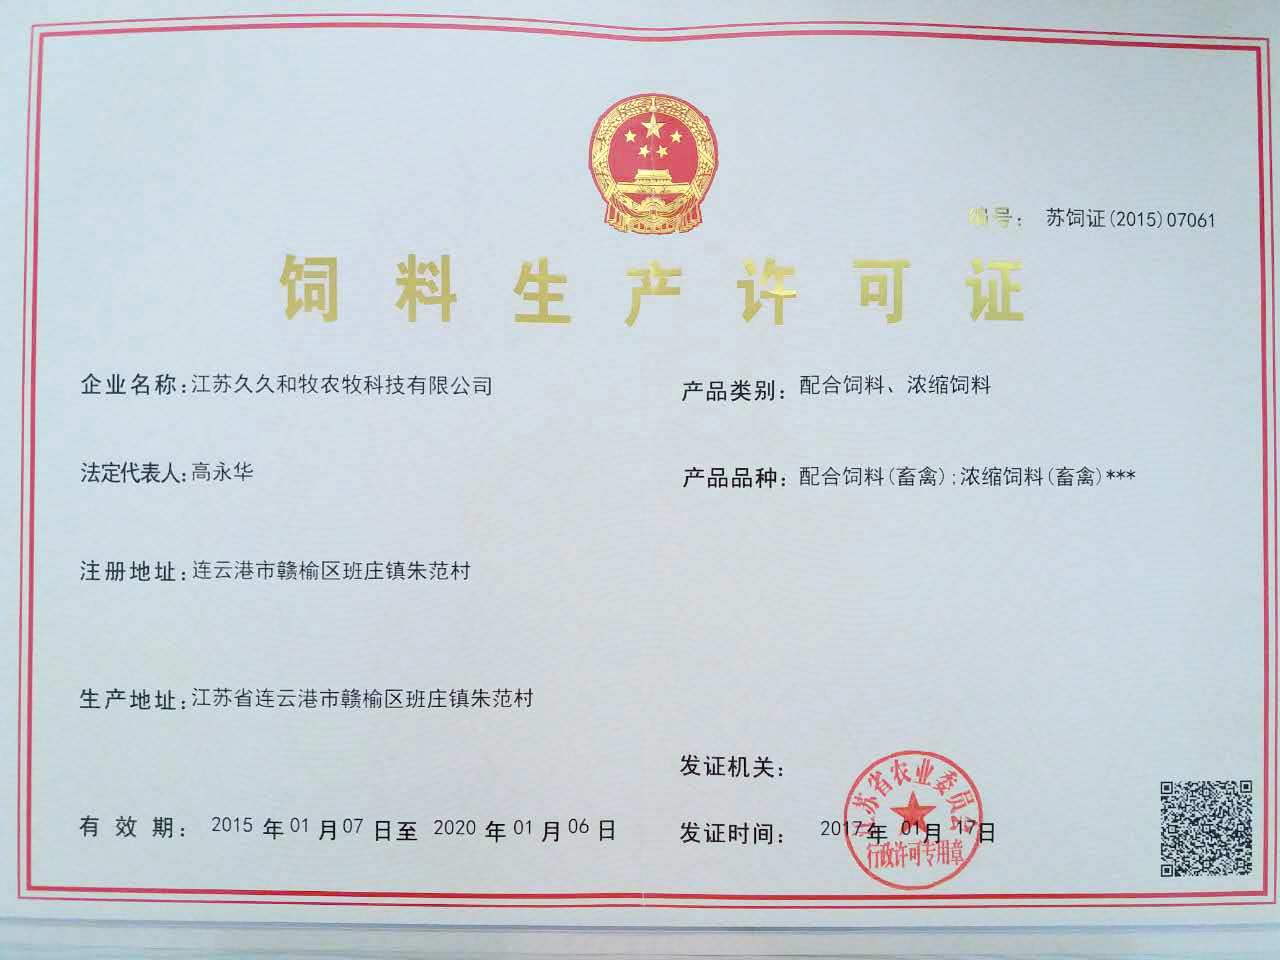 编号：苏饲证(2015)07061
饲料生产许可证
企业名称：江苏久久和牧农牧科技有限公司
法定代表人：高永华
注册地址：连云港市赣榆区班庄镇朱范村
生产地址：江苏省连云港市赣榆区班庄镇朱范村
有效期：2015年01月07日至2020年01月06日
产品类别：配合饲料、浓缩饲料
产品品种：配合饲料(畜禽);浓缩饲料(畜禽)***
发证机关：
江苏省农业委员会
行政许可专用章
发证时间：2017年01月17日